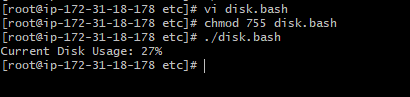 [root@ip-172-31-18-178 etc]# vi disk.bash
[root@ip-172-31-18-178 etc]# chmod 755 disk.bash
[root@ip-172-31-18-178 etc]# ./disk.bash
Current Disk Usage: 27%
[root@ip-172-31-18-178 etc]#